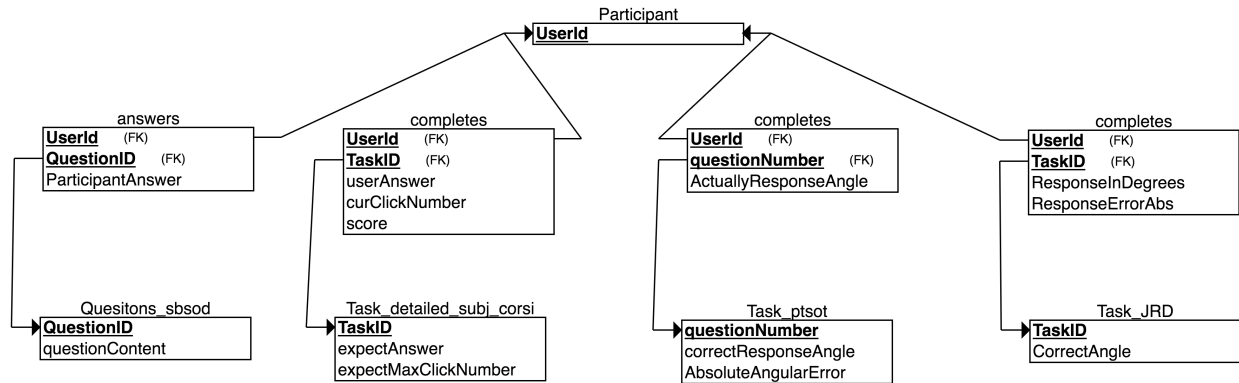 Participant
UserId
answers
UserId (FK)
QuestionID (FK)
ParticipantAnswer
completes
UserId (FK)
TaskID (FK)
userAnswer
curClickNumber
score
completes
UserId (FK)
questionNumber (FK)
ActuallyResponseAngle
completes
UserId (FK)
TaskID (FK)
ResponseInDegrees
ResponseErrorAbs
Quesitons_sbsod
QuestionID
questionContent
Task_detailed_subj_corsi
TaskID
expectAnswer
expectMaxClickNumber
Task_ptsot
questionNumber
correctResponseAngle
AbsoluteAngularError
Task_JRD
TaskID
CorrectAngle